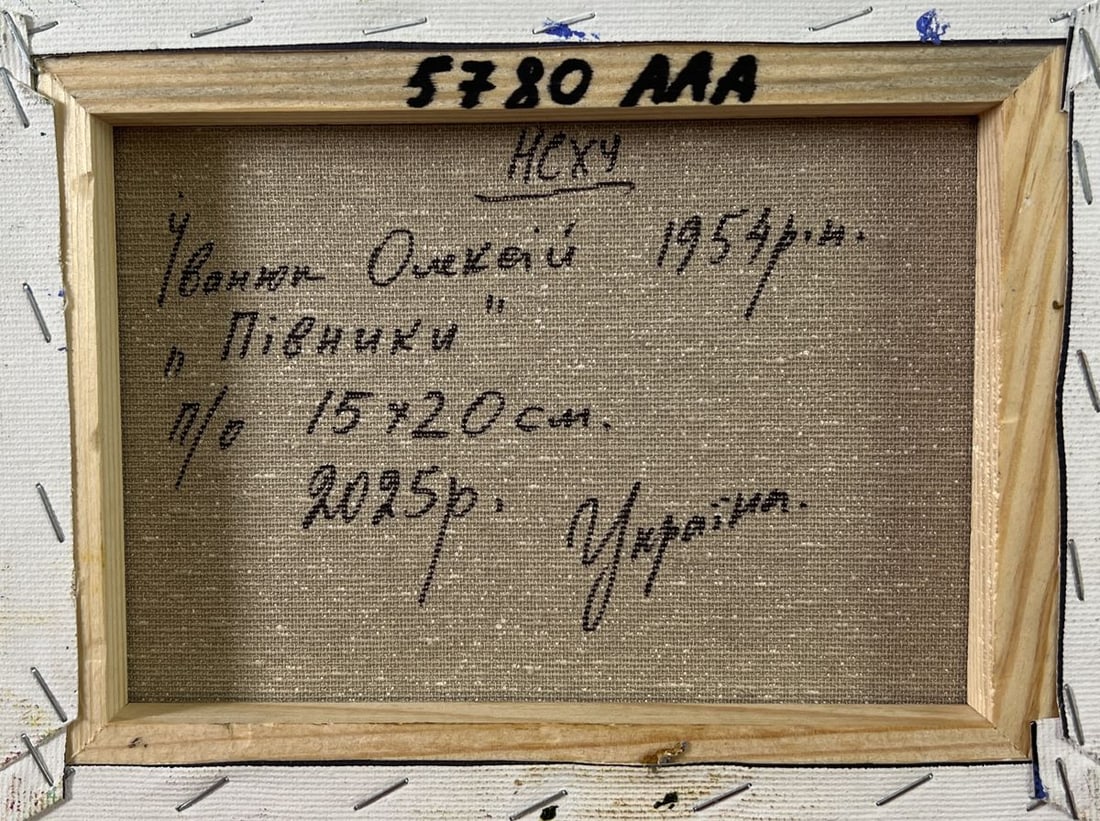 5780 ААА
НСХУ
Іванюк Олексій 1954р.н.
„Півники"
п/о 15х20см.
2025р. Україна.